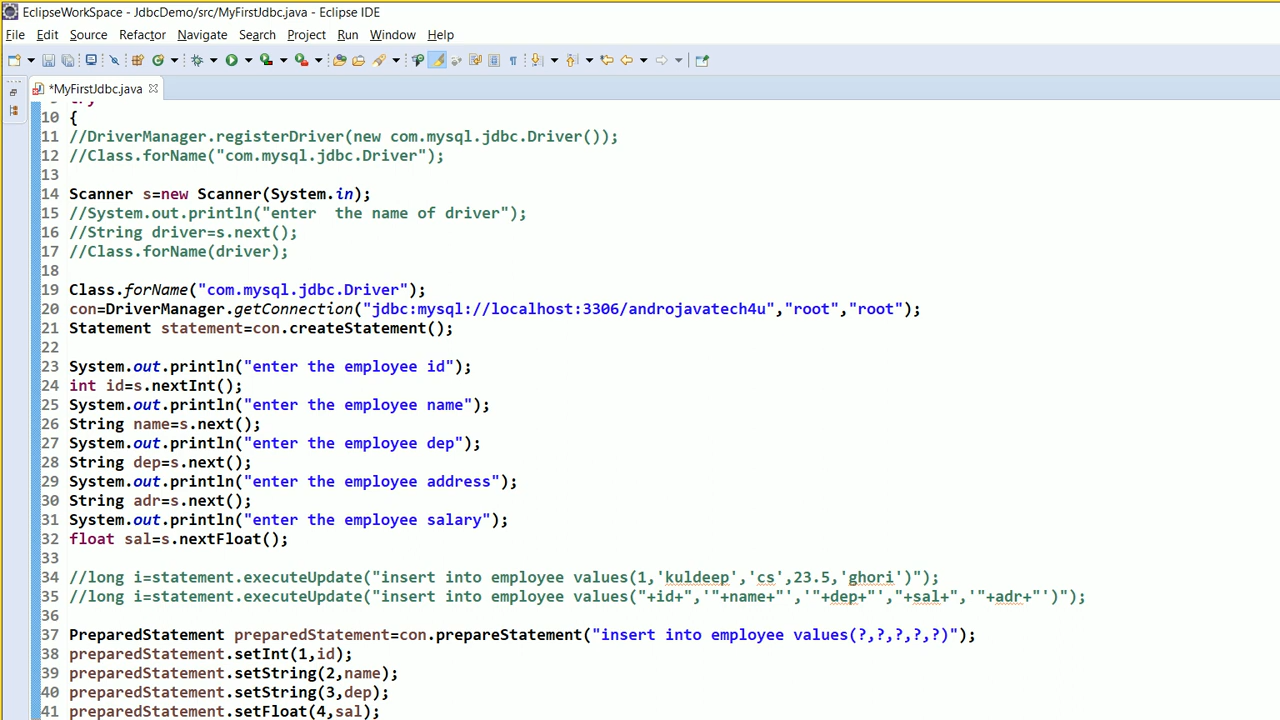 EclipseWorkSpace - JdbcDemo/src/MyFirstJdbc.java - Eclipse IDE
File Edit Source Refactor Navigate Search Project Run Window Help
*MyFirstJdbc.java
9 try
10 {
11 //DriverManager.registerDriver(new com.mysql.jdbc.Driver());
12 //Class.forName("com.mysql.jdbc.Driver");
13
14 Scanner s=new Scanner(System.in);
15 //System.out.println("enter  the name of driver");
16 //String driver=s.next();
17 //Class.forName(driver);
18
19 Class.forName("com.mysql.jdbc.Driver");
20 con=DriverManager.getConnection("jdbc:mysql://localhost:3306/androjavatech4u","root","root");
21 Statement statement=con.createStatement();
22
23 System.out.println("enter the employee id");
24 int id=s.nextInt();
25 System.out.println("enter the employee name");
26 String name=s.next();
27 System.out.println("enter the employee dep");
28 String dep=s.next();
29 System.out.println("enter the employee address");
30 String adr=s.next();
31 System.out.println("enter the employee salary");
32 float sal=s.nextFloat();
33
34 //long i=statement.executeUpdate("insert into employee values(1,'kuldeep','cs',23.5,'ghori')");
35 //long i=statement.executeUpdate("insert into employee values("+id+",'"+name+"','"+dep+"',"+sal+",'"+adr+"')");
36
37 PreparedStatement preparedStatement=con.prepareStatement("insert into employee values(?,?,?,?,?)");
38 preparedStatement.setInt(1,id);
39 preparedStatement.setString(2,name);
40 preparedStatement.setString(3,dep);
41 preparedStatement.setFloat(4,sal);